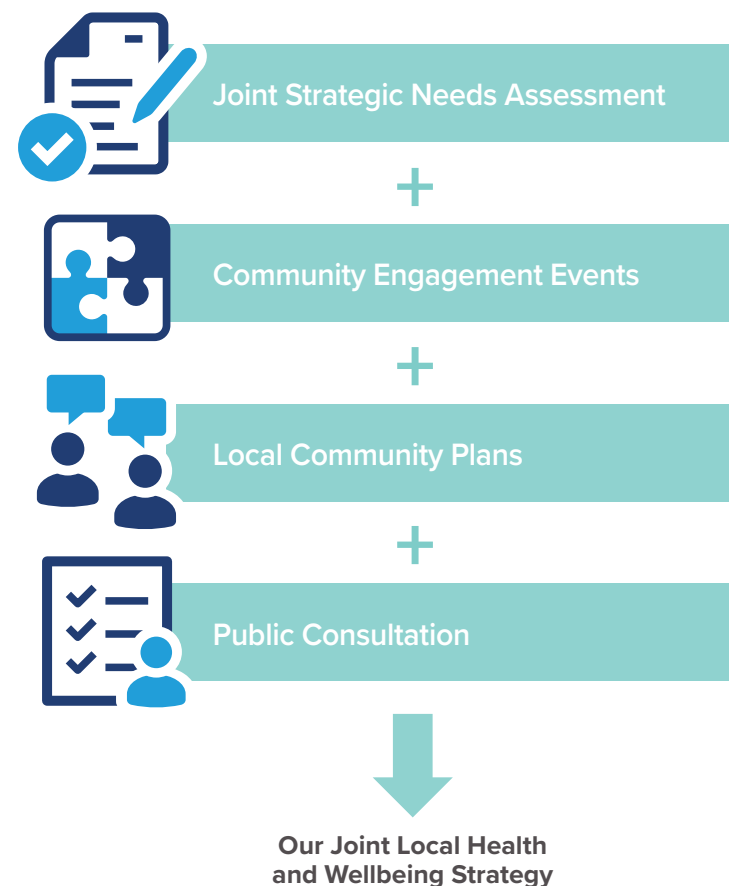 Joint Strategic Needs Assessment
+
Community Engagement Events
+
Local Community Plans
+
Public Consultation
Our Joint Local Health
and Wellbeing Strategy